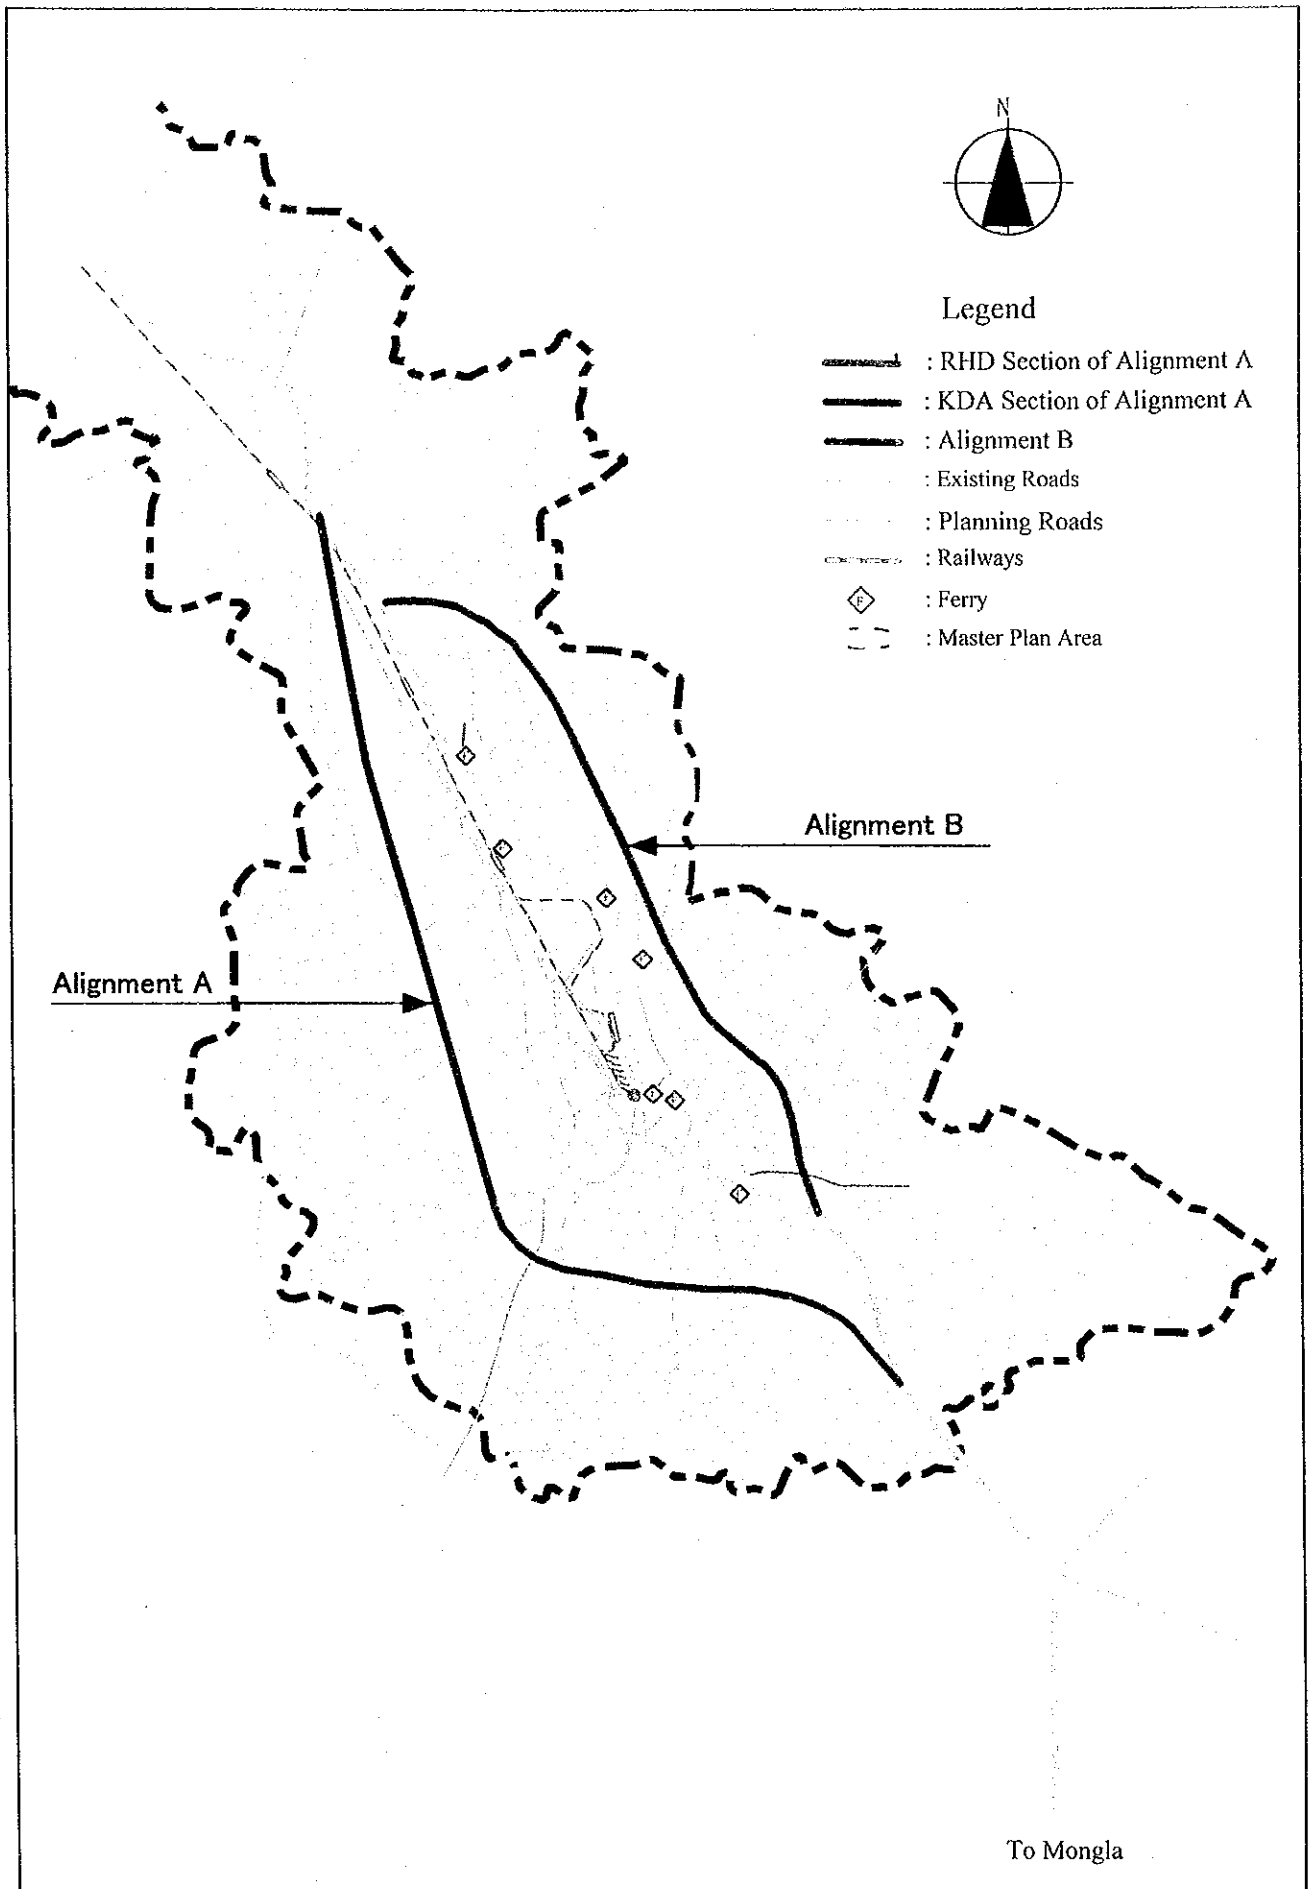 N
Legend
: RHD Section of Alignment A
: KDA Section of Alignment A
: Alignment B
: Existing Roads
: Planning Roads
: Railways
F : Ferry
: Master Plan Area
Alignment B
Alignment A
To Mongla